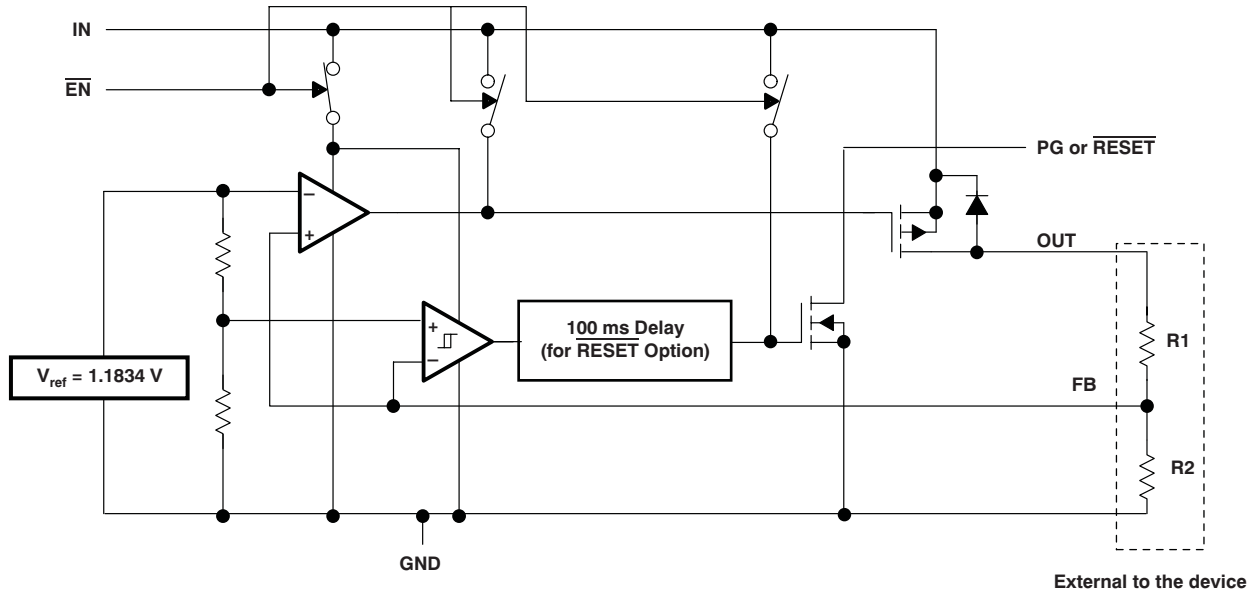 IN
EN
PG or RESET
−
+
OUT
+
−
100 ms Delay
(for RESET Option)
R1
V_ref = 1.1834 V
FB
R2
GND
External to the device